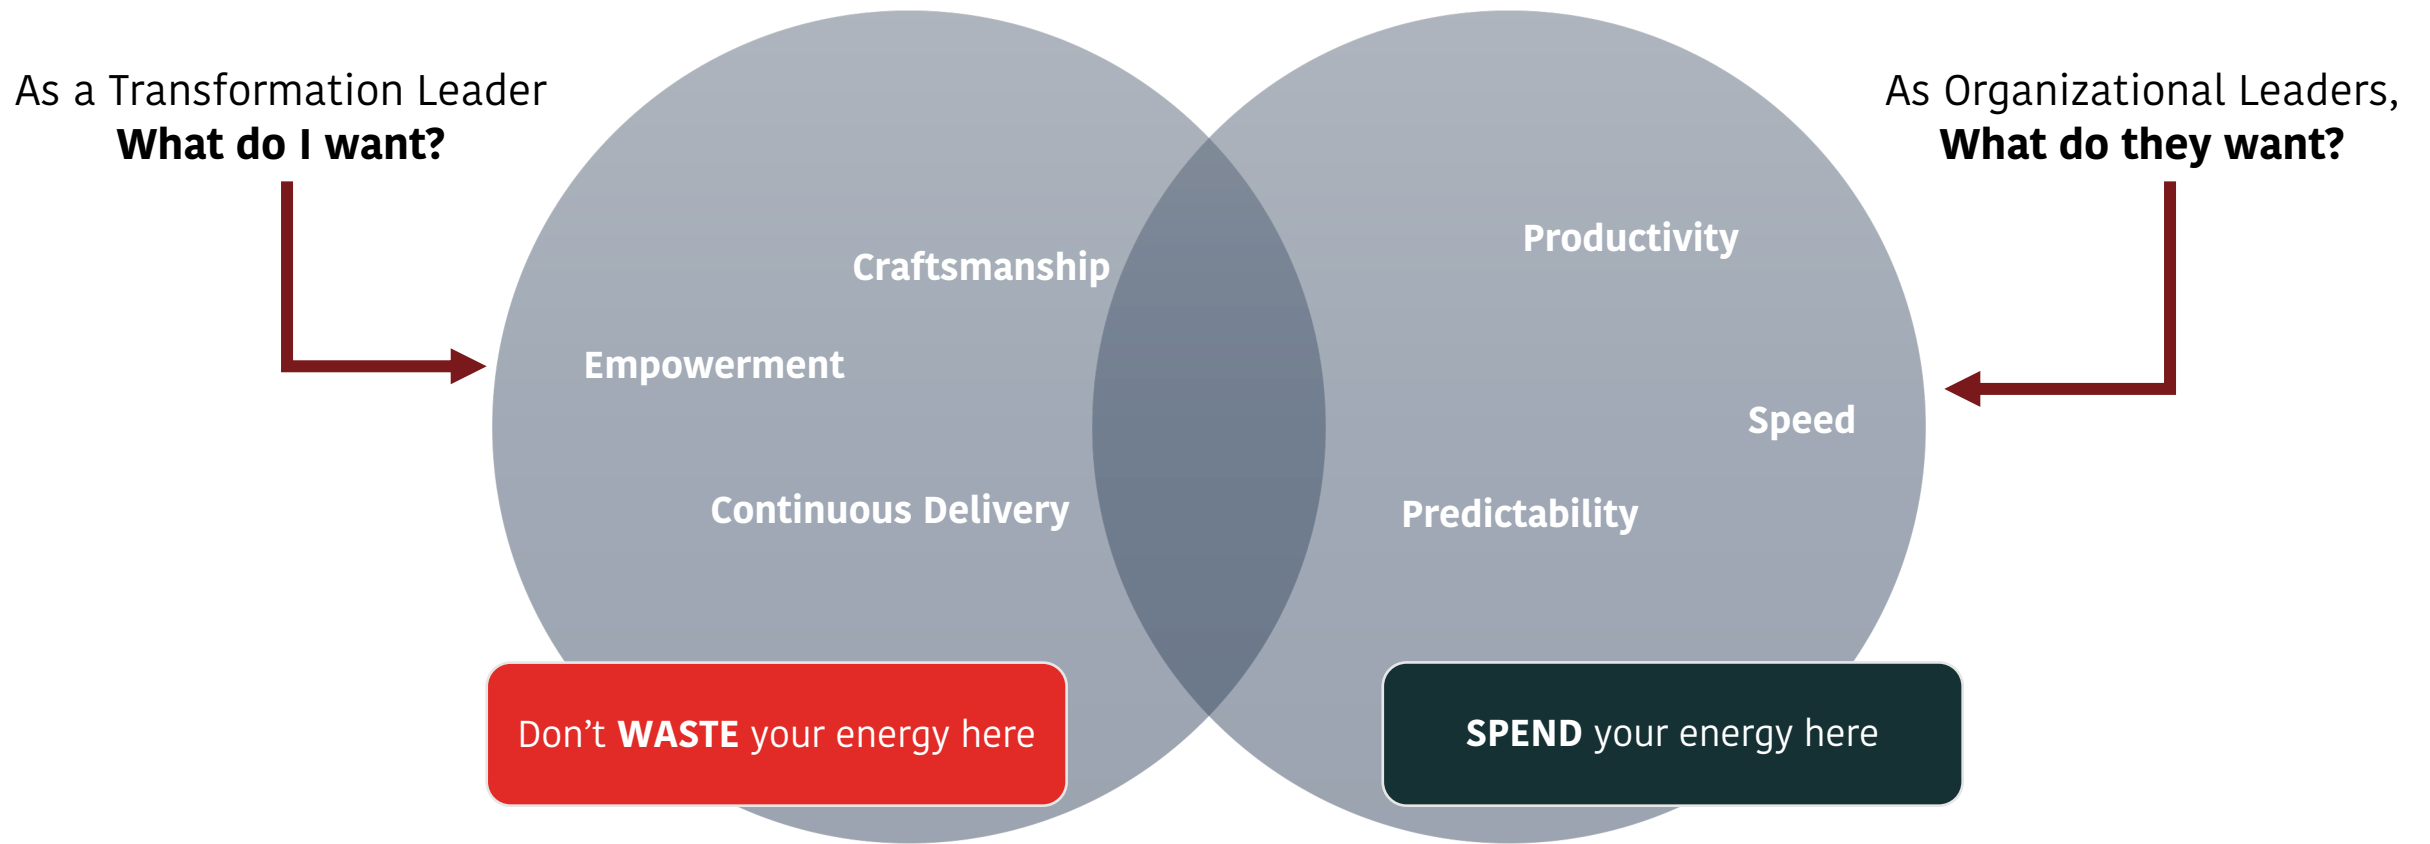 As a Transformation Leader
What do I want?
As Organizational Leaders,
What do they want?
Craftsmanship
Empowerment
Continuous Delivery
Productivity
Speed
Predictability
Don’t WASTE your energy here
SPEND your energy here